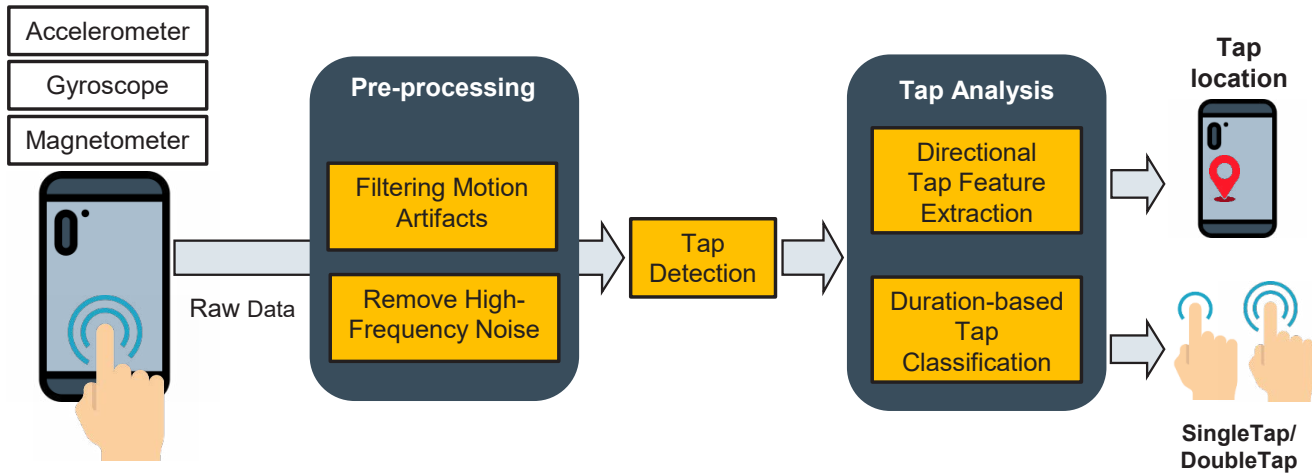 Accelerometer
Gyroscope
Magnetometer
Raw Data
Pre-processing
Filtering Motion
Artifacts
Remove High-
Frequency Noise
Tap
Detection
Tap Analysis
Directional
Tap Feature
Extraction
Duration-based
Tap
Classification
Tap
location
SingleTap/
DoubleTap